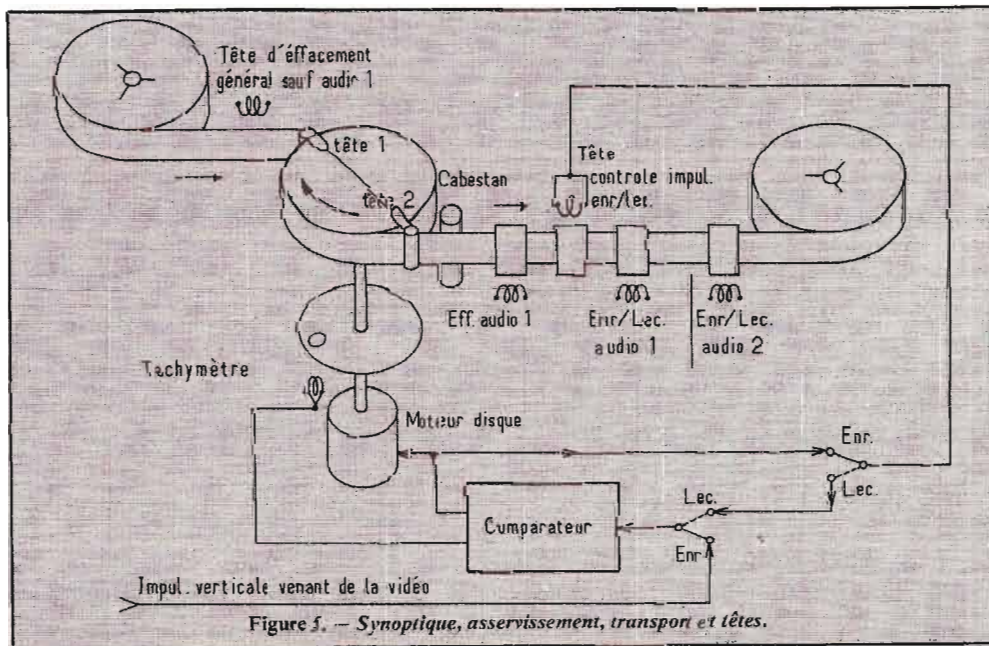 Tête d'éffacement
général sauf audio 1
tête 1
tête 2
Cabestan
Tête
controle impul.
enr/lec.
Eff. audio 1
Enr/Lec.
audio 1
Enr/Lec.
audio 2
Tachymètre
Moteur disque
Enr.
Lec.
Lec.
Enr
Cumparateur
Impul. verticale venant de la vidéo
Figure 5. — Synoptique, asservissement, transport et têtes.